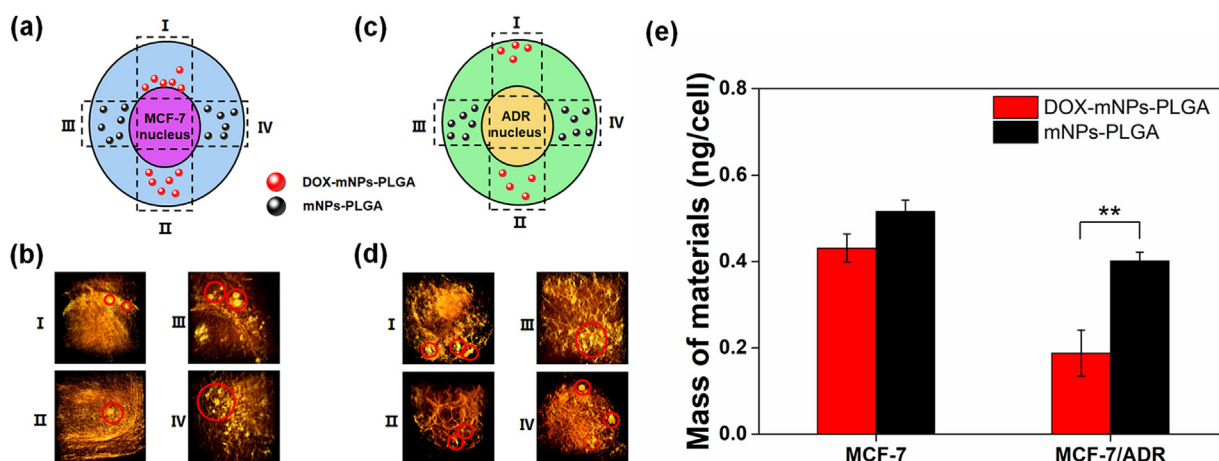 (a)
I
MCF-7
nucleus
III
IV
II
DOX-mNPs-PLGA
mNPs-PLGA
(c)
I
ADR
nucleus
III
IV
II
(b)
I
III
II
IV
(d)
I
III
II
IV
(e)
Mass of materials (ng/cell)
0.8
0.6
0.4
0.2
0.0
DOX-mNPs-PLGA
mNPs-PLGA
**
MCF-7
MCF-7/ADR